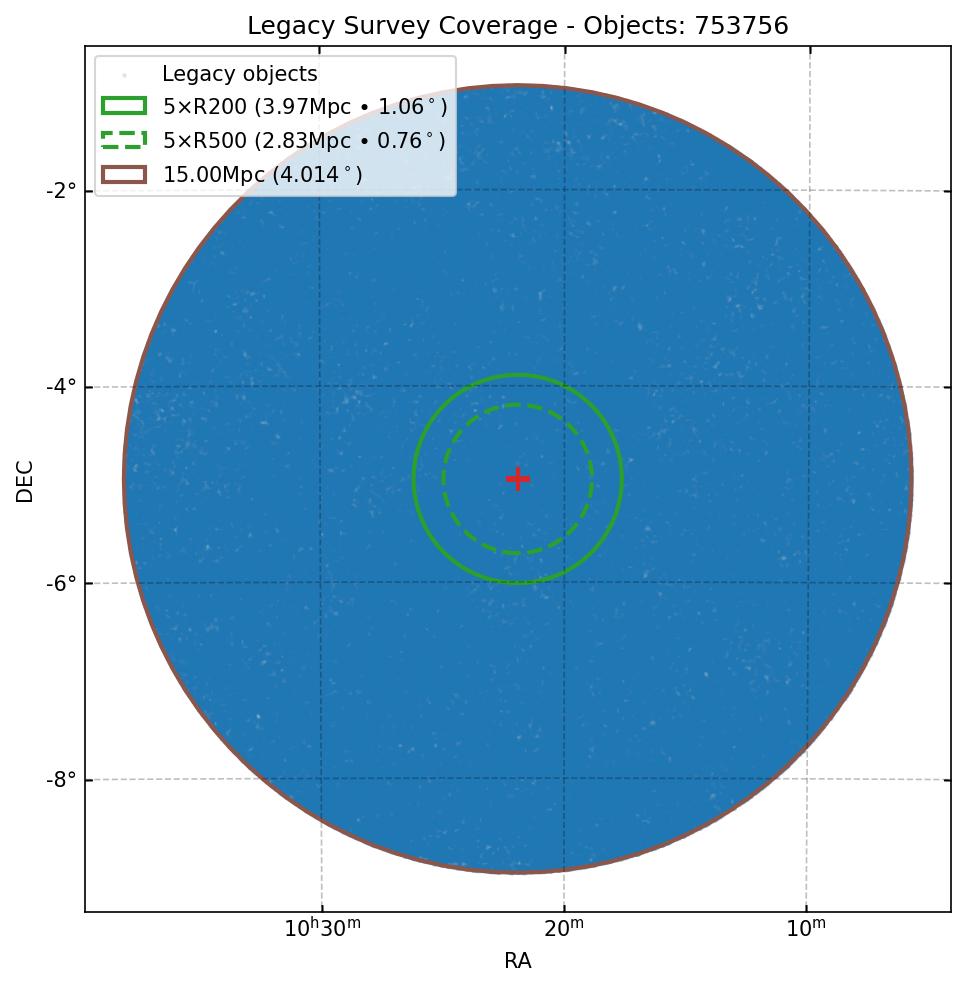 Legacy Survey Coverage - Objects: 753756
Legacy objects
5×R200 (3.97Mpc • 1.06°)
5×R500 (2.83Mpc • 0.76°)
15.00Mpc (4.014°)
-2°
-4°
-6°
-8°
DEC
10ʰ30ᵐ 20ᵐ 10ᵐ
RA